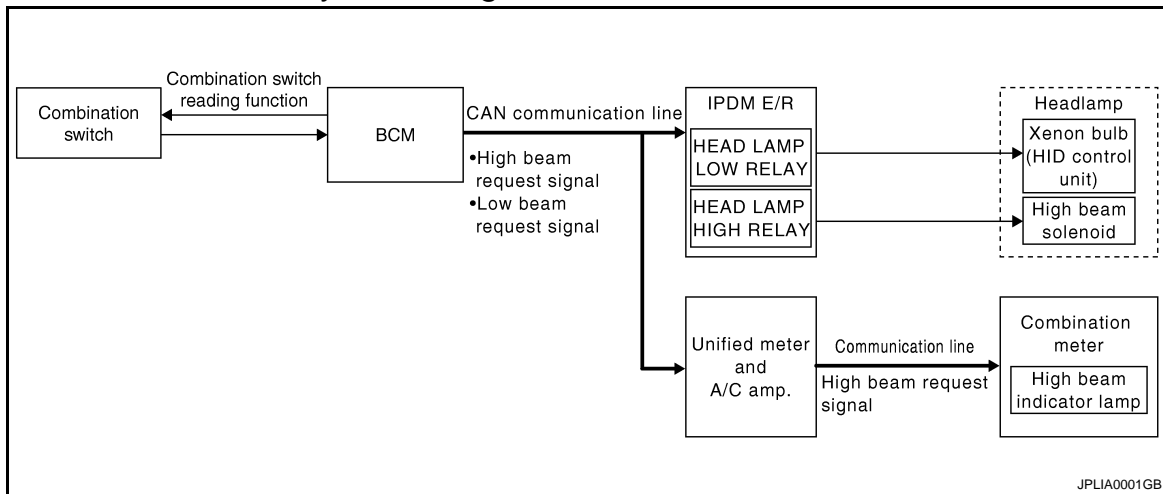 Combination
switch
Combination switch
reading function
BCM
CAN communication line
•High beam
request signal
•Low beam
request signal
IPDM E/R
HEAD LAMP
LOW RELAY
HEAD LAMP
HIGH RELAY
Headlamp
Xenon bulb
(HID control
unit)
High beam
solenoid
Unified meter
and
A/C amp.
Communication line
High beam request
signal
Combination
meter
High beam
indicator lamp
JPLIA0001GB